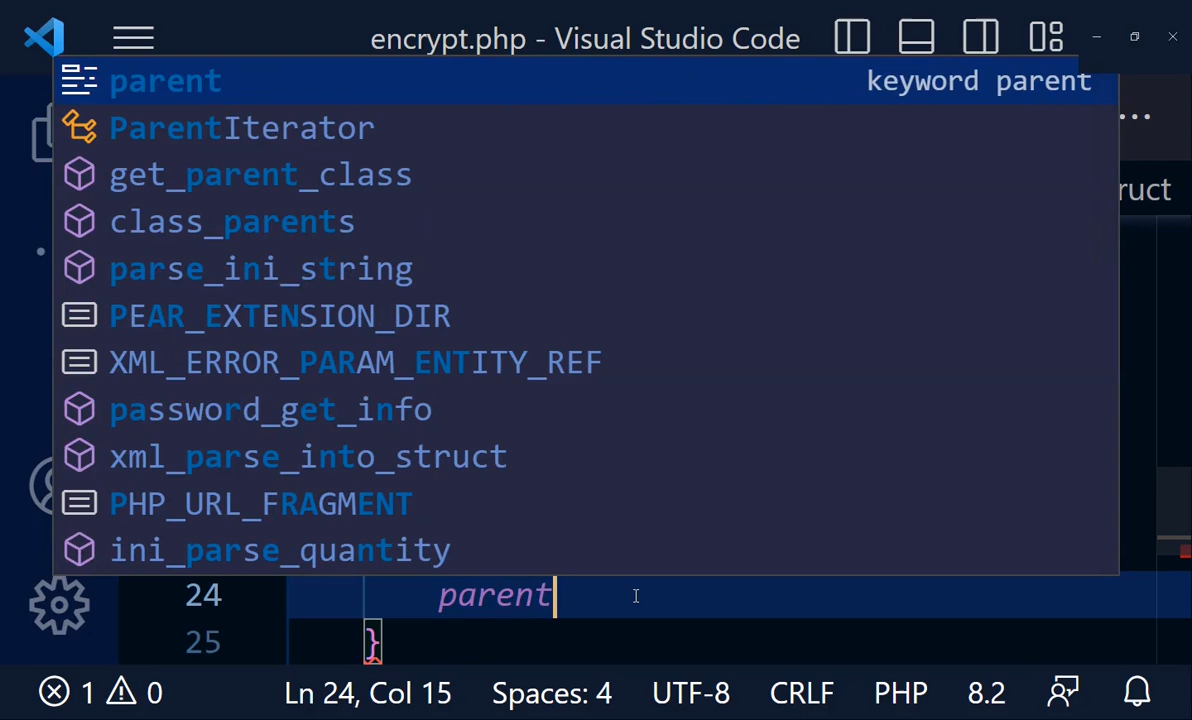 encrypt.php - Visual Studio Code
parent keyword parent
ParentIterator
get_parent_class
ruct
class_parents
parse_ini_string
PEAR_EXTENSION_DIR
XML_ERROR_PARAM_ENTITY_REF
password_get_info
xml_parse_into_struct
PHP_URL_FRAGMENT
ini_parse_quantity
24 parent
25 }
1 0 Ln 24, Col 15 Spaces: 4 UTF-8 CRLF PHP 8.2